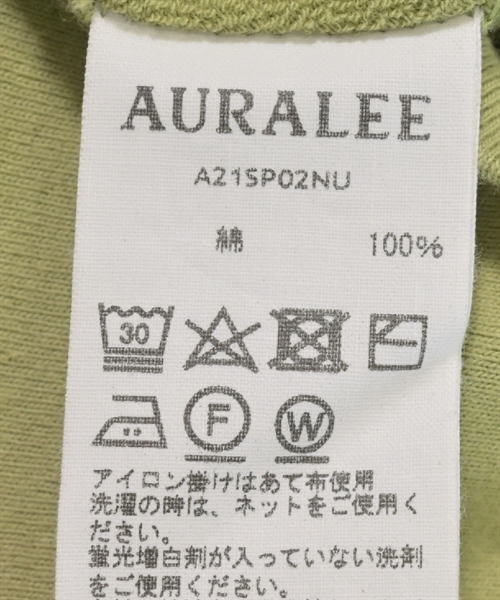 AURALEE
A21SP02NU
綿 100%
30
F W
アイロン掛けはあて布使用
洗濯の時は、ネットをご使用く
ださい。
蛍光増白剤が入っていない洗剤
をご使用ください。